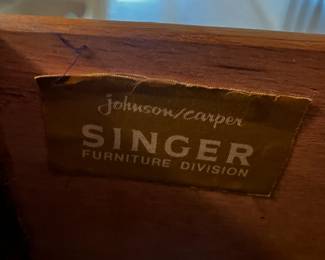 johnson/carper
SINGER
FURNITURE DIVISION